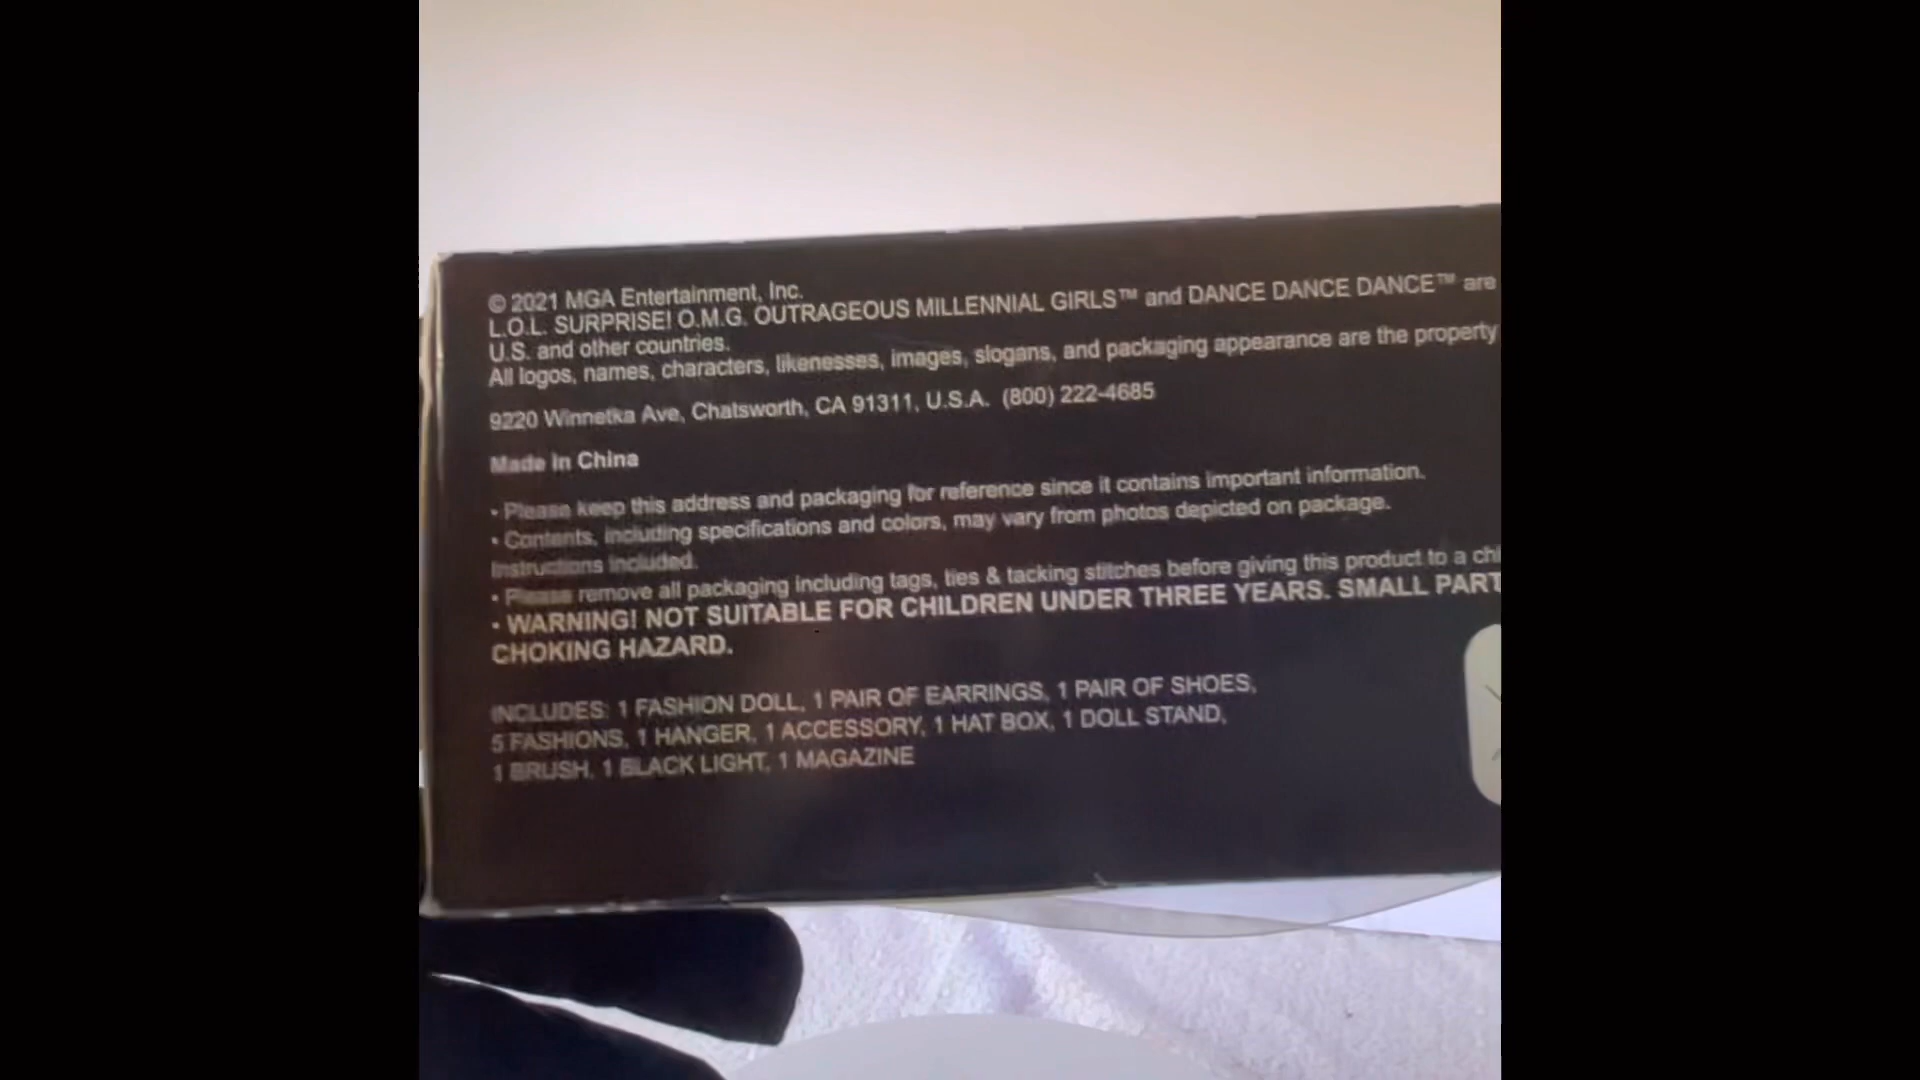 © 2021 MGA Entertainment, Inc.
L.O.L. SURPRISE! O.M.G. OUTRAGEOUS MILLENNIAL GIRLS™ and DANCE DANCE DANCE™ are
U.S. and other countries.
All logos, names, characters, likenesses, images, slogans, and packaging appearance are the property
9220 Winnetka Ave, Chatsworth, CA 91311, U.S.A. (800) 222-4685
Made in China
• Please keep this address and packaging for reference since it contains important information.
• Contents, including specifications and colors, may vary from photos depicted on package.
Instructions included.
• Please remove all packaging including tags, ties & tacking stitches before giving this product to a chi
• WARNING! NOT SUITABLE FOR CHILDREN UNDER THREE YEARS. SMALL PART
CHOKING HAZARD.
INCLUDES: 1 FASHION DOLL, 1 PAIR OF EARRINGS, 1 PAIR OF SHOES,
5 FASHIONS, 1 HANGER, 1 ACCESSORY, 1 HAT BOX, 1 DOLL STAND,
1 BRUSH, 1 BLACK LIGHT, 1 MAGAZINE